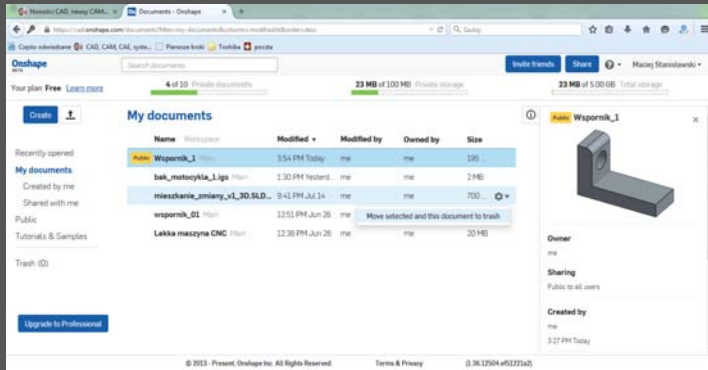 Nowości CAD, newsy CAM...
Documents - Onshape
https://cad.onshape.com/documents?filter=my-documents&column=modifiedAt&order=desc
Szukaj
Często odwiedzane
CAD, CAM, CAE, syste...
Pierwsze kroki
Toshiba
poczta
Onshape
BETA
Search documents
Invite friends
Share
Maciej Stanisławski
Your plan: Free Learn more
4 of 10 Private documents
23 MB of 100 MB Private storage
23 MB of 5.00 GB Total storage
Create
My documents
Name Workspace Modified Modified by Owned by Size
Recently opened
My documents
Created by me
Shared with me
Public
Tutorials & Samples
Trash (0)
Upgrade to Professional
Public Wspornik_1 Main 3:54 PM Today me me 195 ...
bak_motocykla_1.igs Main 1:30 PM Yesterd... me me 2 MB
mieszkanie_zmiany_v1_3D.SLD... 9:41 PM Jul 14 me me 700 ...
wspornik_01 Main 12:51 PM Jun 26 me
Move selected and this document to trash
Lekka maszyna CNC Main 12:36 PM Jun 26 me me 20 MB
Public Wspornik_1
Owner
me
Sharing
Public to all users
Created by
me
3:27 PM Today
© 2013 - Present, Onshape Inc. All Rights Reserved. Terms & Privacy (1.36.12504.ef51221a2)